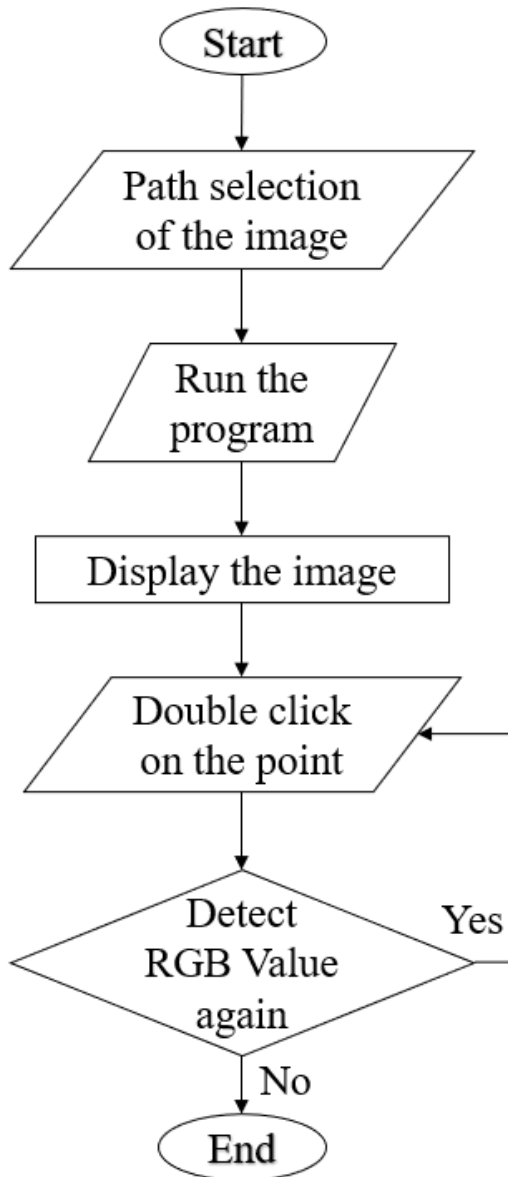 Start
Path selection
of the image
Run the
program
Display the image
Double click
on the point
Detect
RGB Value
again
Yes
No
End